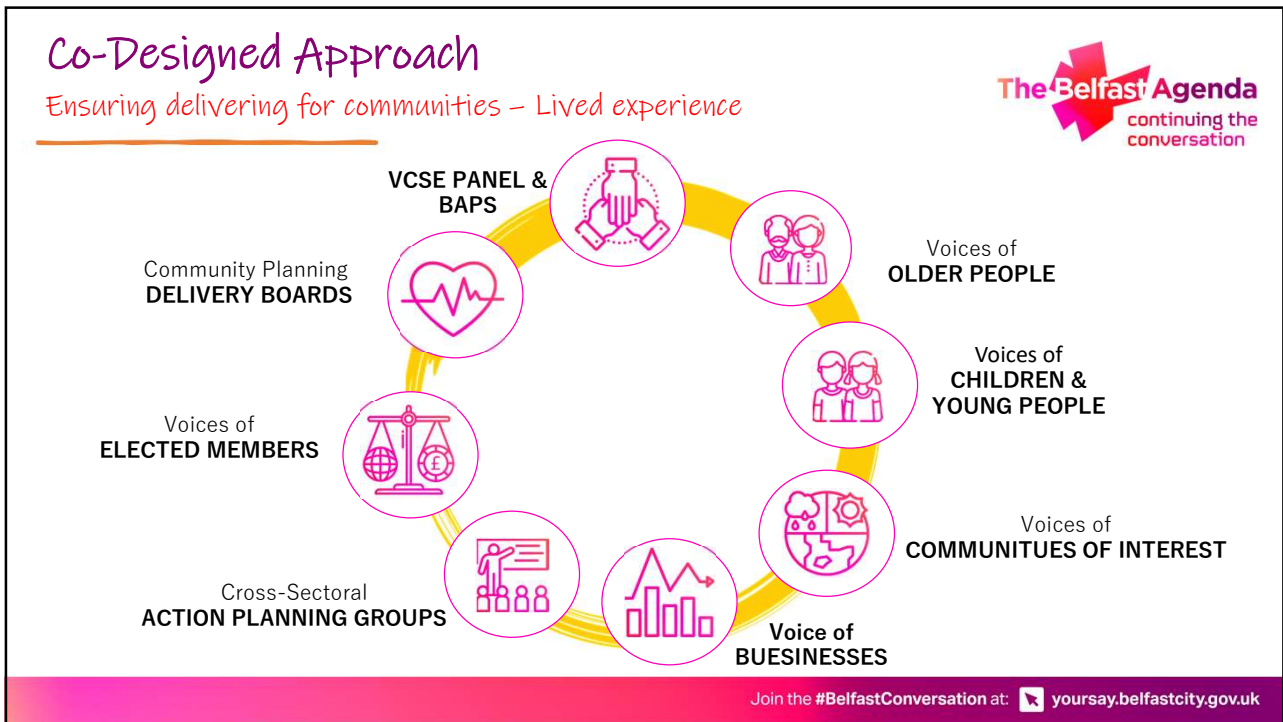 Co-Designed Approach
Ensuring delivering for communities – Lived experience
The Belfast Agenda
continuing the
conversation
VCSE PANEL &
BAPS
Voices of
OLDER PEOPLE
Voices of
CHILDREN &
YOUNG PEOPLE
Voices of
COMMUNITUES OF INTEREST
Voice of
BUESINESSES
Cross-Sectoral
ACTION PLANNING GROUPS
Voices of
ELECTED MEMBERS
£
Community Planning
DELIVERY BOARDS
Join the #BelfastConversation at: yoursay.belfastcity.gov.uk